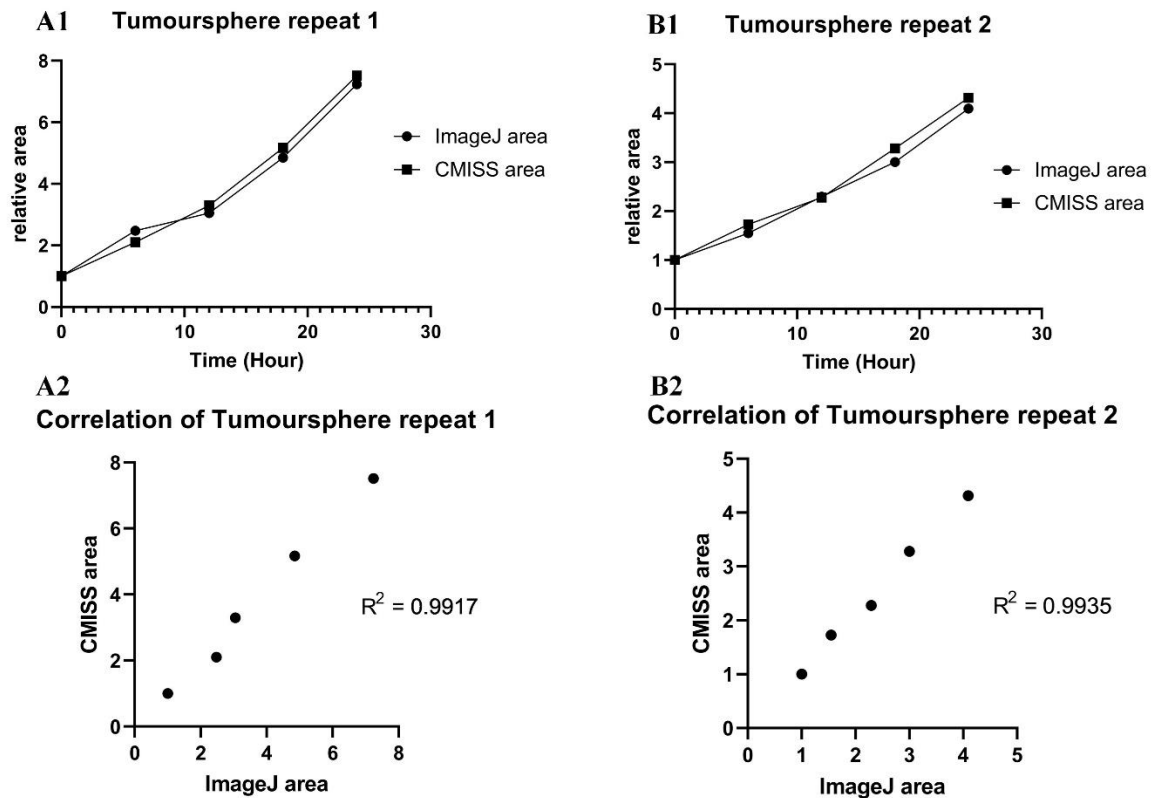 A1 Tumoursphere repeat 1
8
6
4
2
0
relative area
0 10 20 30
Time (Hour)
ImageJ area
CMISS area
B1 Tumoursphere repeat 2
5
4
3
2
1
0
relative area
0 10 20 30
Time (Hour)
ImageJ area
CMISS area
A2
Correlation of Tumoursphere repeat 1
8
6
4
2
0
CMISS area
0 2 4 6 8
ImageJ area
R² = 0.9917
B2
Correlation of Tumoursphere repeat 2
5
4
3
2
1
0
CMISS area
0 1 2 3 4 5
ImageJ area
R² = 0.9935